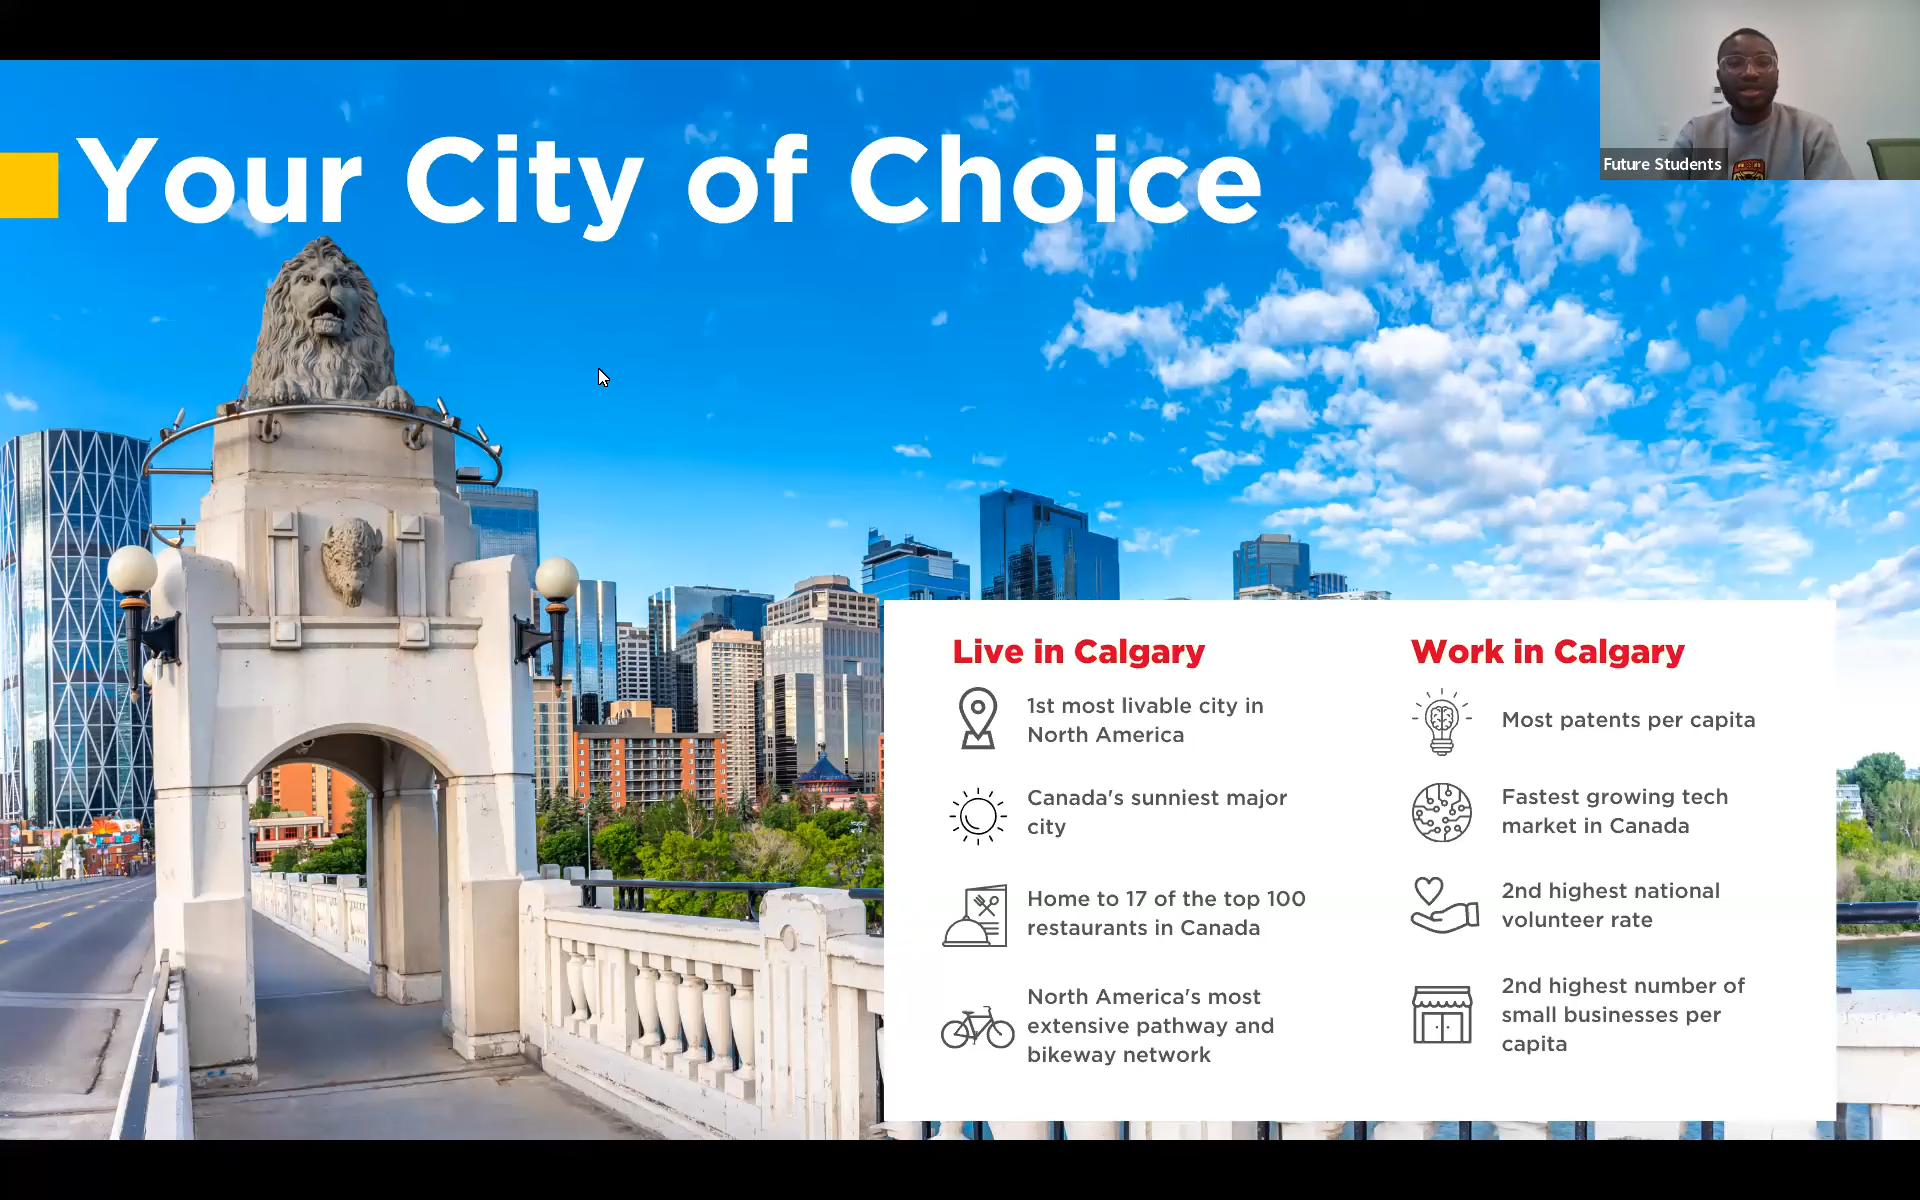 Your City of Choice
Future Students
Live in Calgary
1st most livable city in
North America
Canada's sunniest major
city
Home to 17 of the top 100
restaurants in Canada
North America's most
extensive pathway and
bikeway network
Work in Calgary
Most patents per capita
Fastest growing tech
market in Canada
2nd highest national
volunteer rate
2nd highest number of
small businesses per
capita